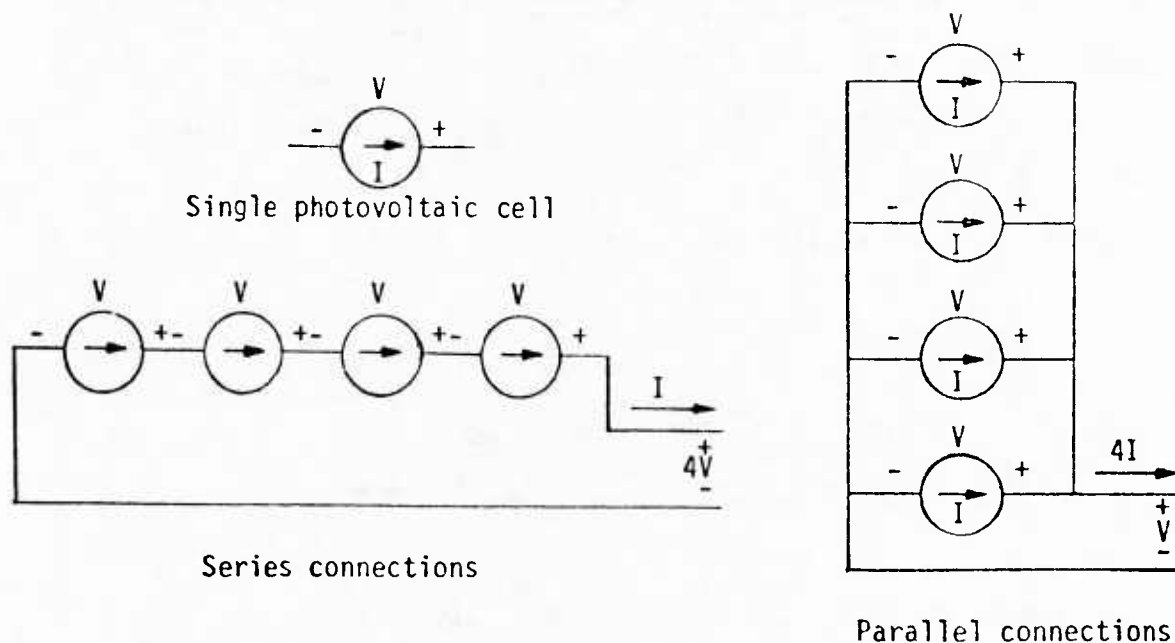 V
- +
I
Single photovoltaic cell
V V V V
- +- +- +- +
I
+
4V
-
Series connections
V
- +
I
V
- +
I
V
- +
I
V
- +
I
4I
+
V
-
Parallel connections